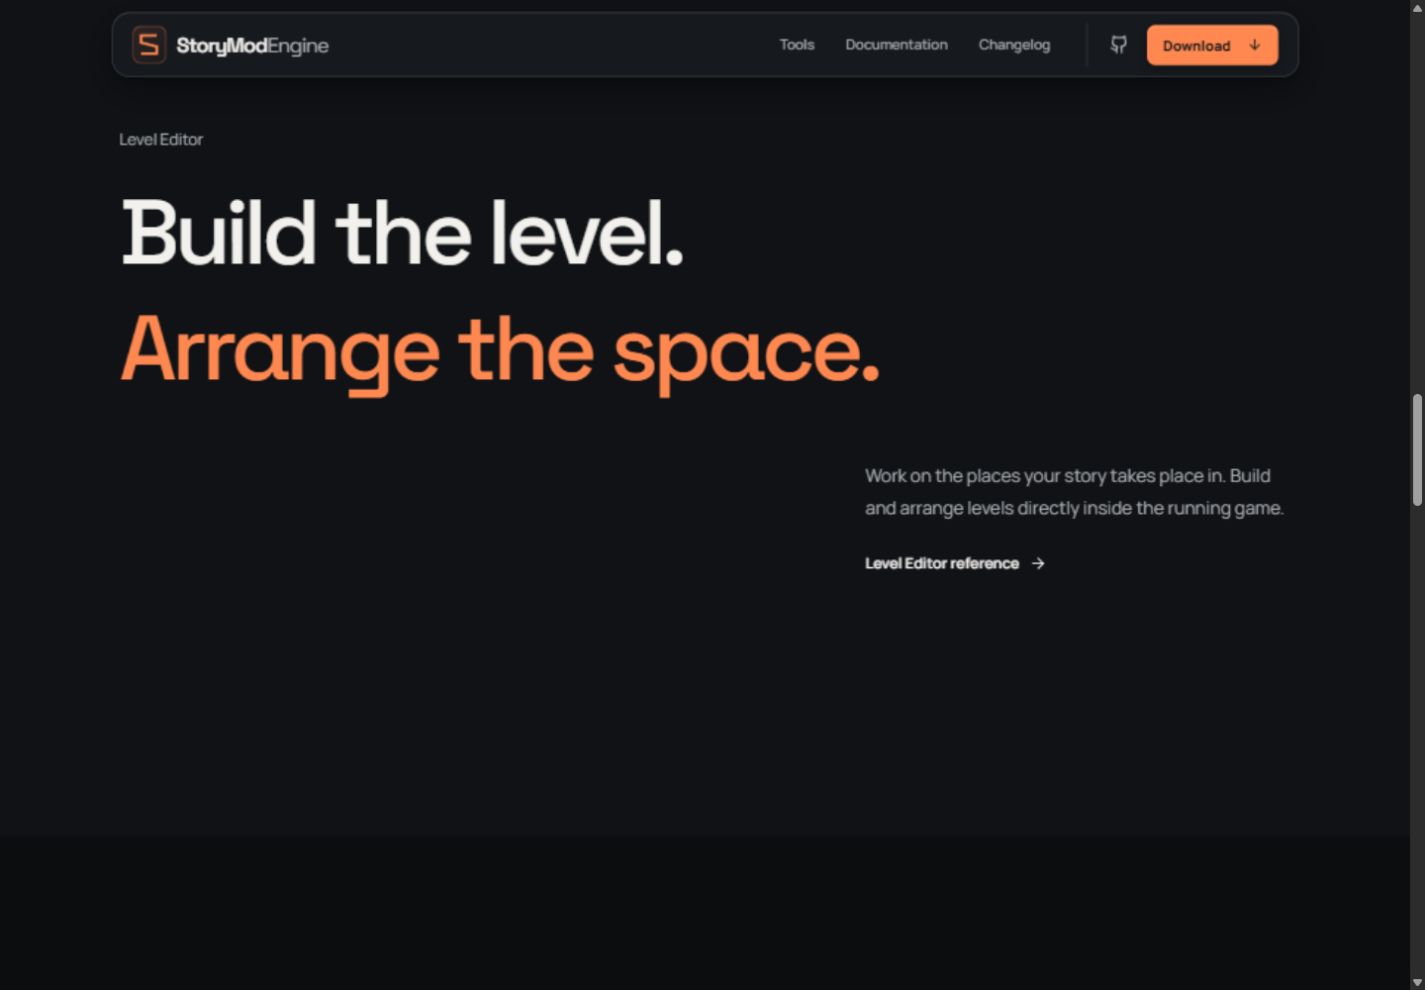 StoryModEngine
Tools Documentation Changelog Download
Level Editor
Build the level.
Arrange the space.
Work on the places your story takes place in. Build
and arrange levels directly inside the running game.
Level Editor reference